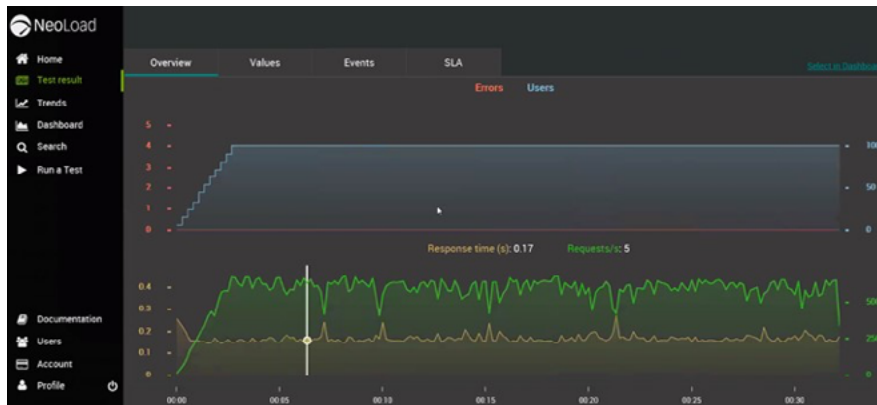 NeoLoad
Home
Test result
Trends
Dashboard
Search
Run a Test
Documentation
Users
Account
Profile
Overview Values Events SLA
Select in Dashboar
Errors Users
5
4
3
2
1
0
100
50
0
Response time (s): 0.17 Requests/s: 5
0.4
0.3
0.2
0.1
0
500
250
0
00:00 00:05 00:10 00:15 00:20 00:25 00:30